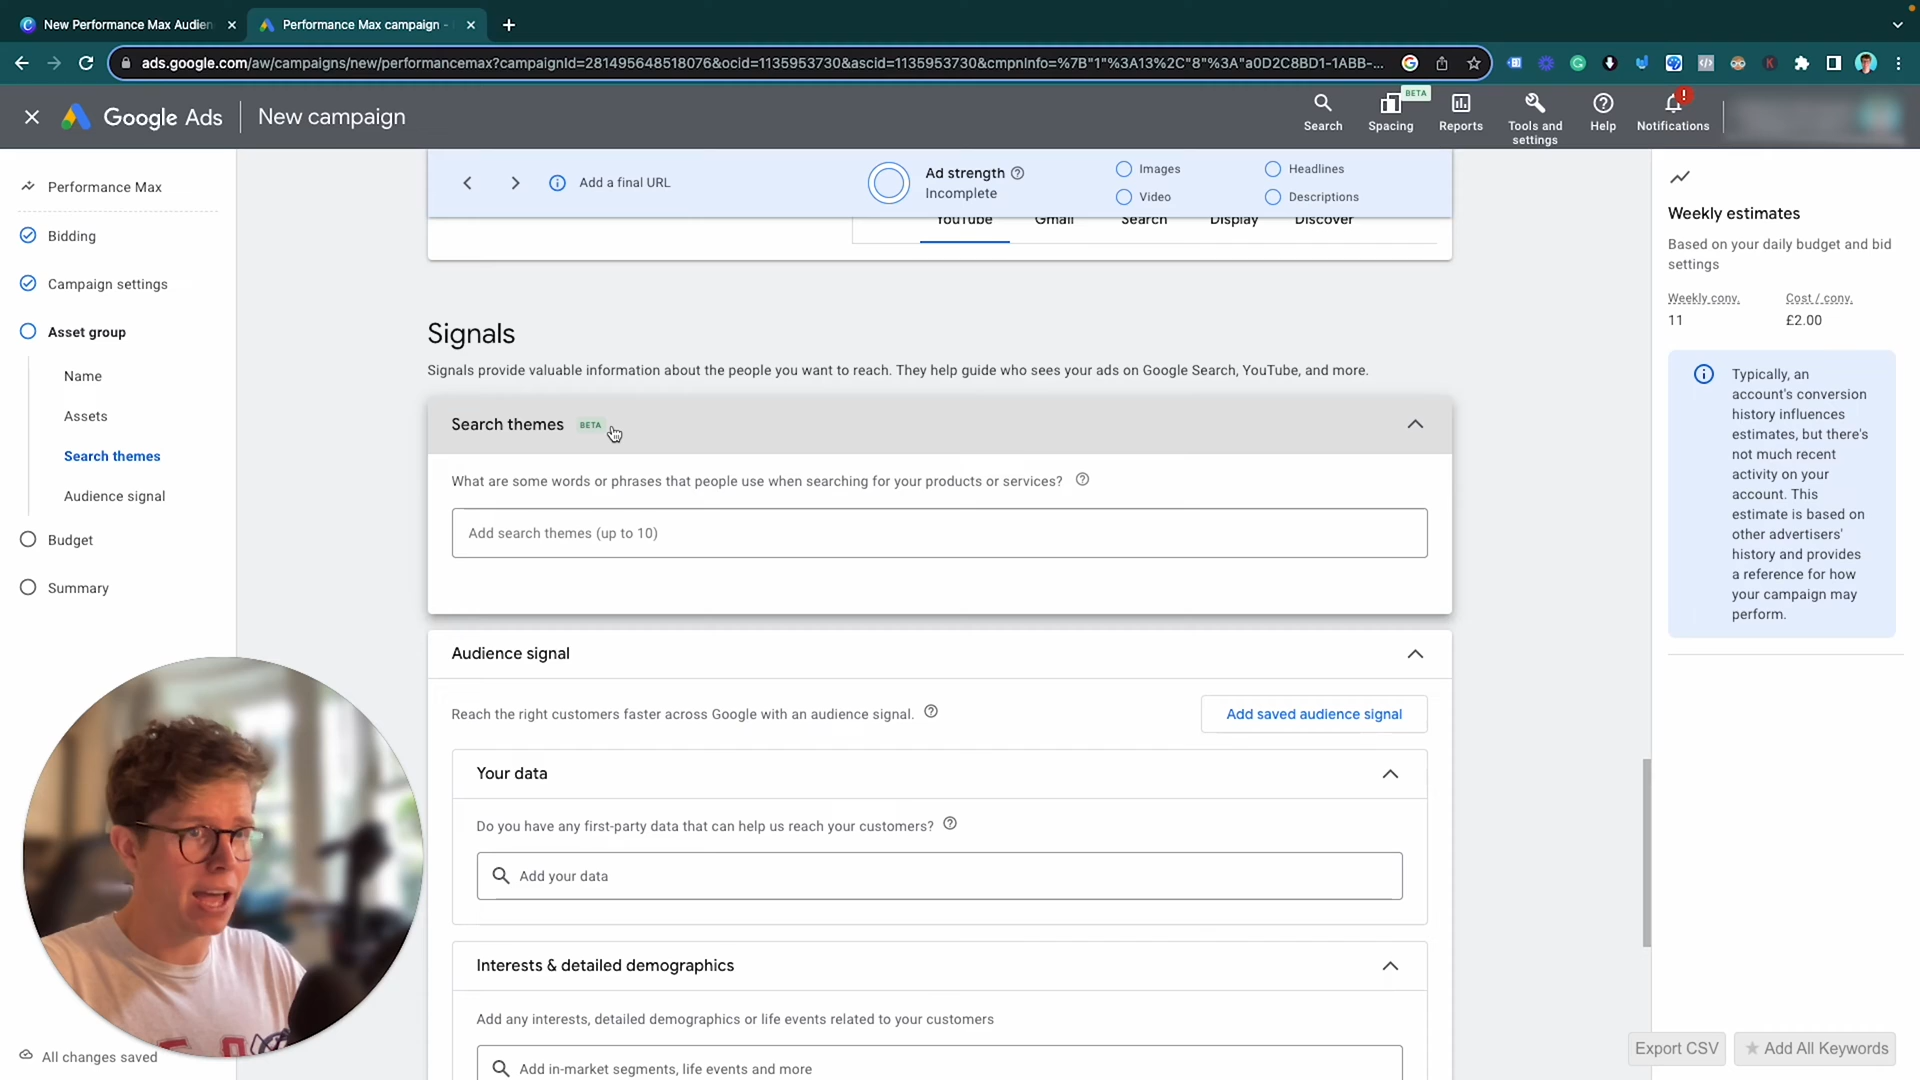 New Performance Max Audien
Performance Max campaign -
ads.google.com/aw/campaigns/new/performancemax?campaignId=281495648518076&ocid=1135953730&ascid=1135953730&cmpnInfo=%7B"1"%3A13%2C"8"%3A"a0D2C8BD1-1ABB-...
Google Ads
New campaign
Search
BETA
Spacing
Reports
Tools and
settings
Help
Notifications
Performance Max
Bidding
Campaign settings
Asset group
Name
Assets
Search themes
Audience signal
Budget
Summary
All changes saved
Add a final URL
Ad strength
Incomplete
Images
Headlines
Video
Descriptions
YouTube
Gmail
Search
Display
Discover
Signals
Signals provide valuable information about the people you want to reach. They help guide who sees your ads on Google Search, YouTube, and more.
Search themes BETA
What are some words or phrases that people use when searching for your products or services?
Add search themes (up to 10)
Audience signal
Reach the right customers faster across Google with an audience signal.
Add saved audience signal
Your data
Do you have any first-party data that can help us reach your customers?
Add your data
Interests & detailed demographics
Add any interests, detailed demographics or life events related to your customers
Add in-market segments, life events and more
Weekly estimates
Based on your daily budget and bid
settings
Weekly conv.
Cost / conv.
11
£2.00
Typically, an
account's conversion
history influences
estimates, but there's
not much recent
activity on your
account. This
estimate is based on
other advertisers'
history and provides
a reference for how
your campaign may
perform.
Export CSV
Add All Keywords